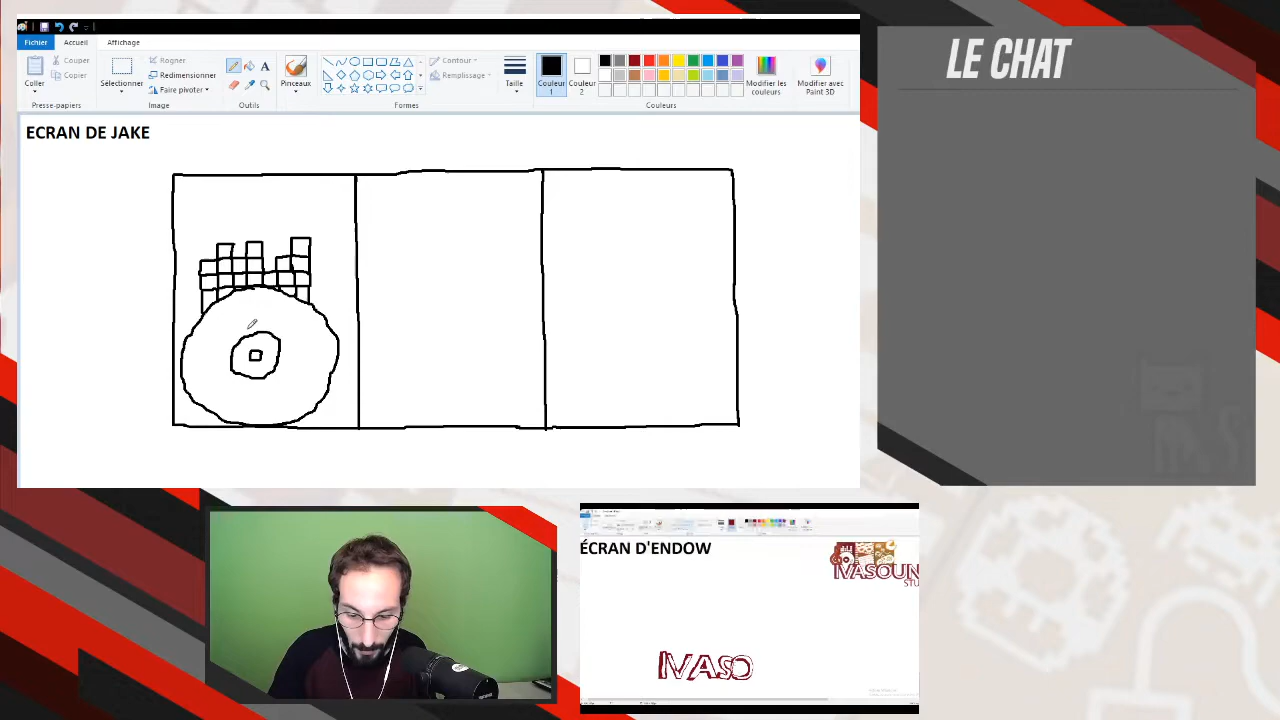 Fichier Accueil Affichage
Coller
Couper
Copier
Presse-papiers
Sélectionner
Rogner
Redimensionner
Faire pivoter
Image
A
Outils
Pinceaux
Contour
Remplissage
Formes
Taille
Couleur
1
Couleur
2
Modifier les
couleurs
Modifier avec
Paint 3D
Couleurs
ECRAN DE JAKE
LE CHAT
ÉCRAN D'ENDOW
IVASOUN
STU
IVASO